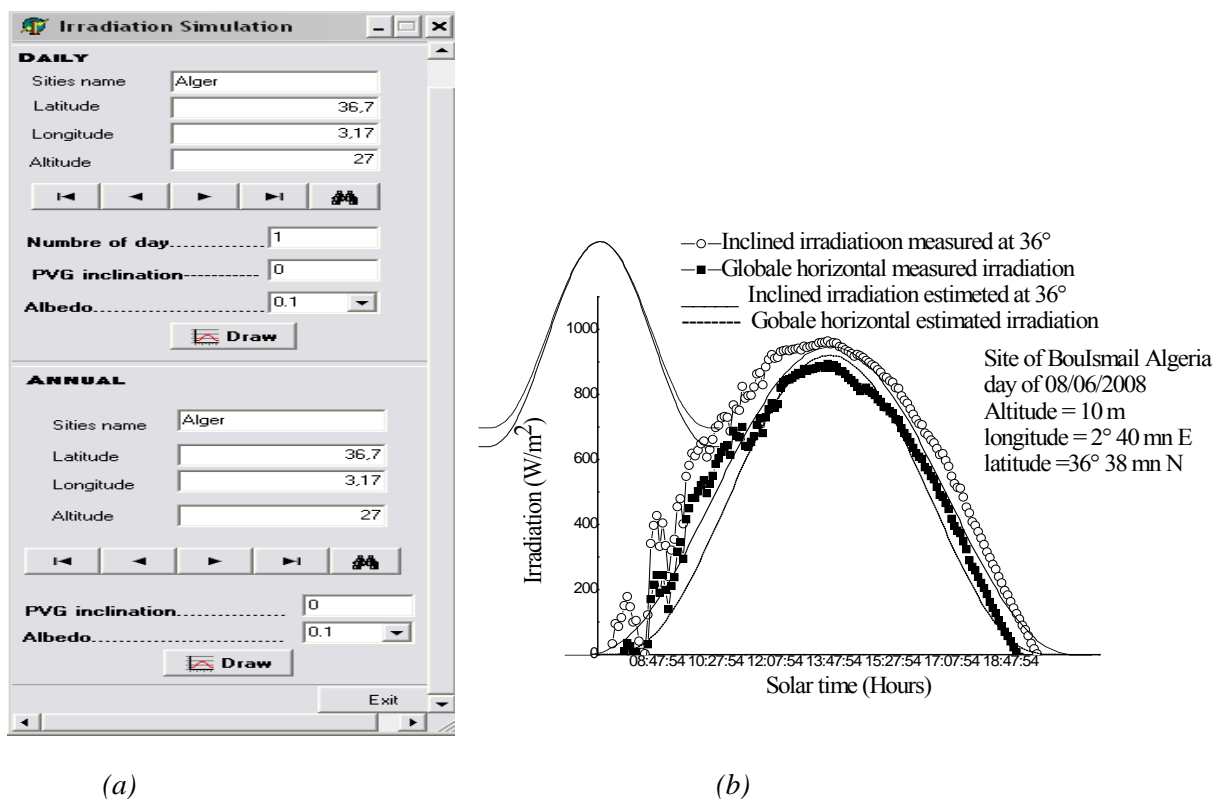 Irradiation Simulation
DAILY
Sities name Alger
Latitude 36,7
Longitude 3,17
Altitude 27
Numbre of day 1
PVG inclination 0
Albedo 0.1
Draw
ANNUAL
Sities name Alger
Latitude 36,7
Longitude 3,17
Altitude 27
PVG inclination 0
Albedo 0.1
Draw
Exit
(a)
Inclined irradiatioon measured at 36°
Globale horizontal measured irradiation
Inclined irradiation estimeted at 36°
Gobale horizontal estimated irradiation
Site of BouIsmail Algeria
day of 08/06/2008
Altitude = 10 m
longitude = 2° 40 mn E
latitude =36° 38 mn N
Irradiation (W/m²)
1000
800
600
400
200
0
08:47:54 10:27:54 12:07:54 13:47:54 15:27:54 17:07:54 18:47:54
Solar time (Hours)
(b)